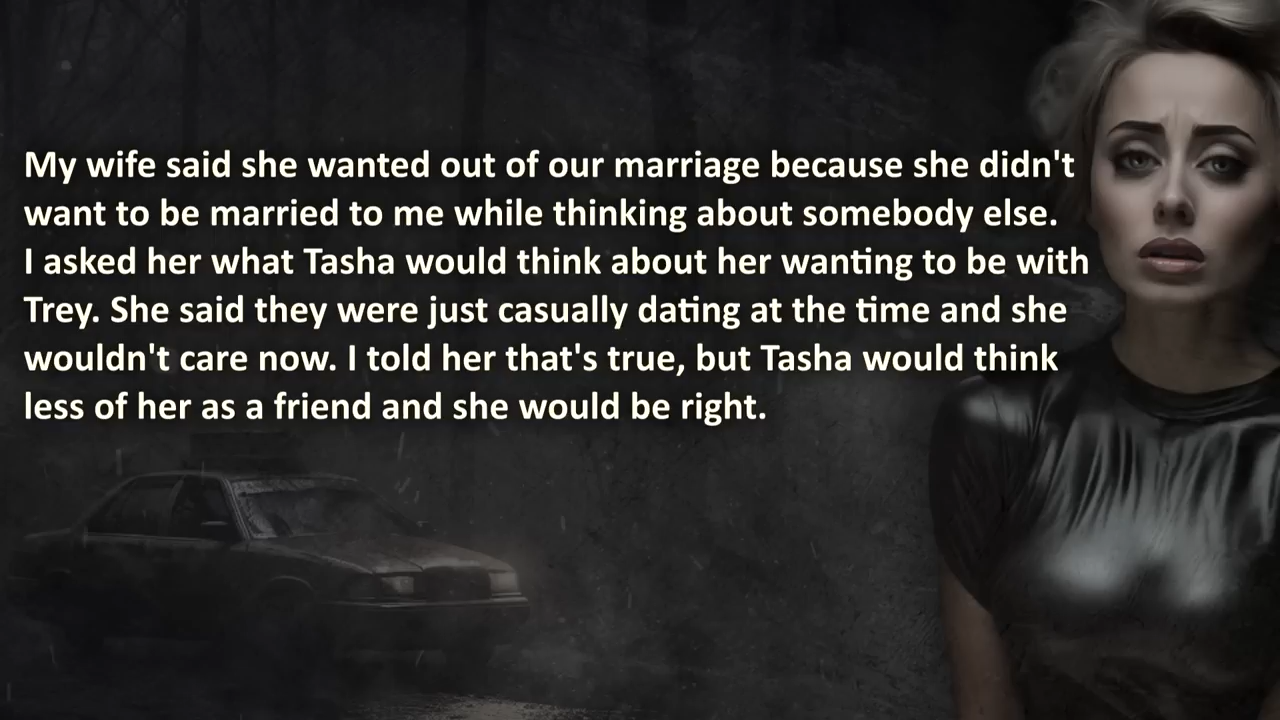 My wife said she wanted out of our marriage because she didn't
want to be married to me while thinking about somebody else.
I asked her what Tasha would think about her wanting to be with
Trey. She said they were just casually dating at the time and she
wouldn't care now. I told her that's true, but Tasha would think
less of her as a friend and she would be right.